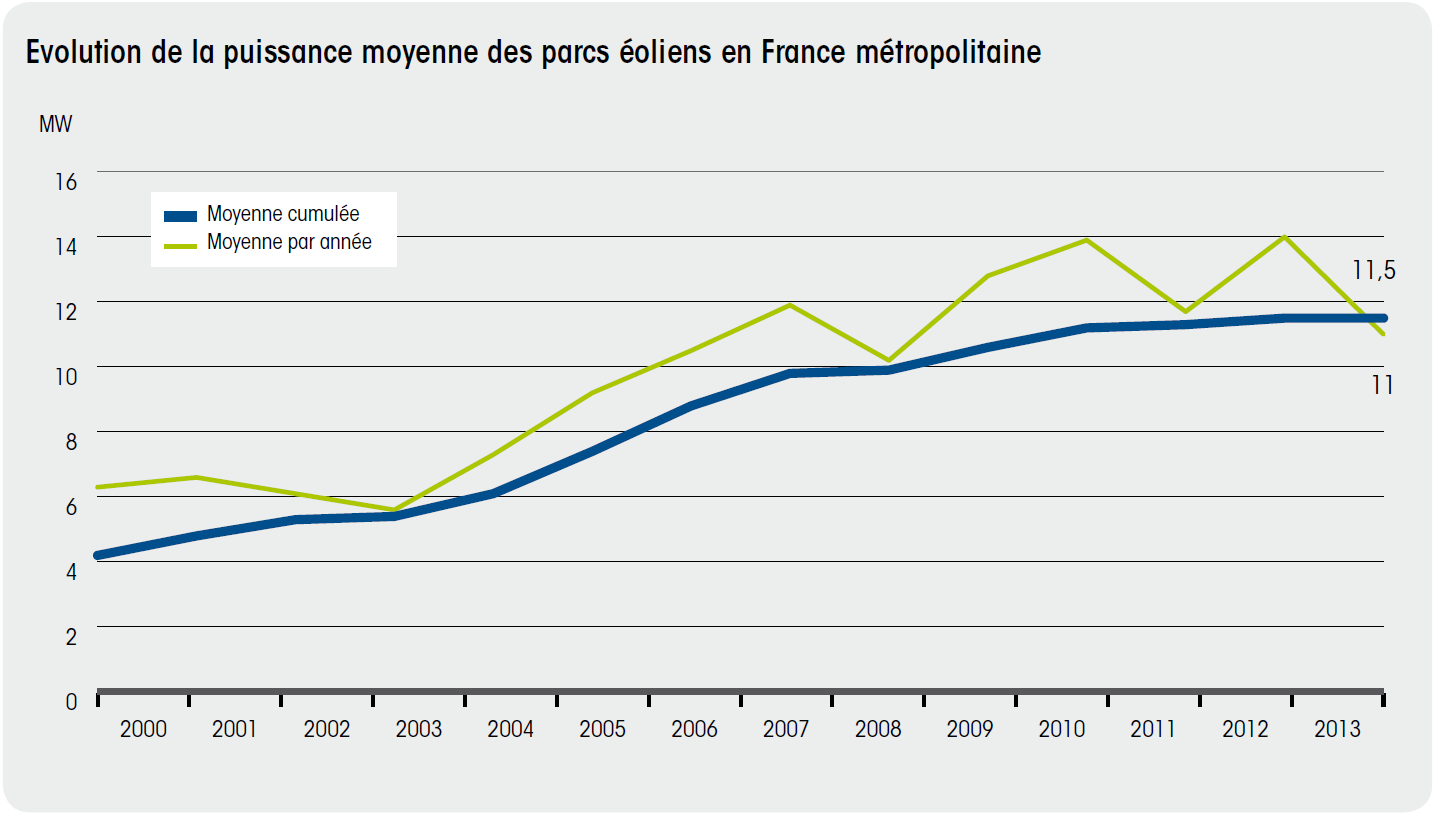 Evolution de la puissance moyenne des parcs éoliens en France métropolitaine
MW
16
14
12
10
8
6
4
2
0
Moyenne cumulée
Moyenne par année
11,5
11
2000 2001 2002 2003 2004 2005 2006 2007 2008 2009 2010 2011 2012 2013